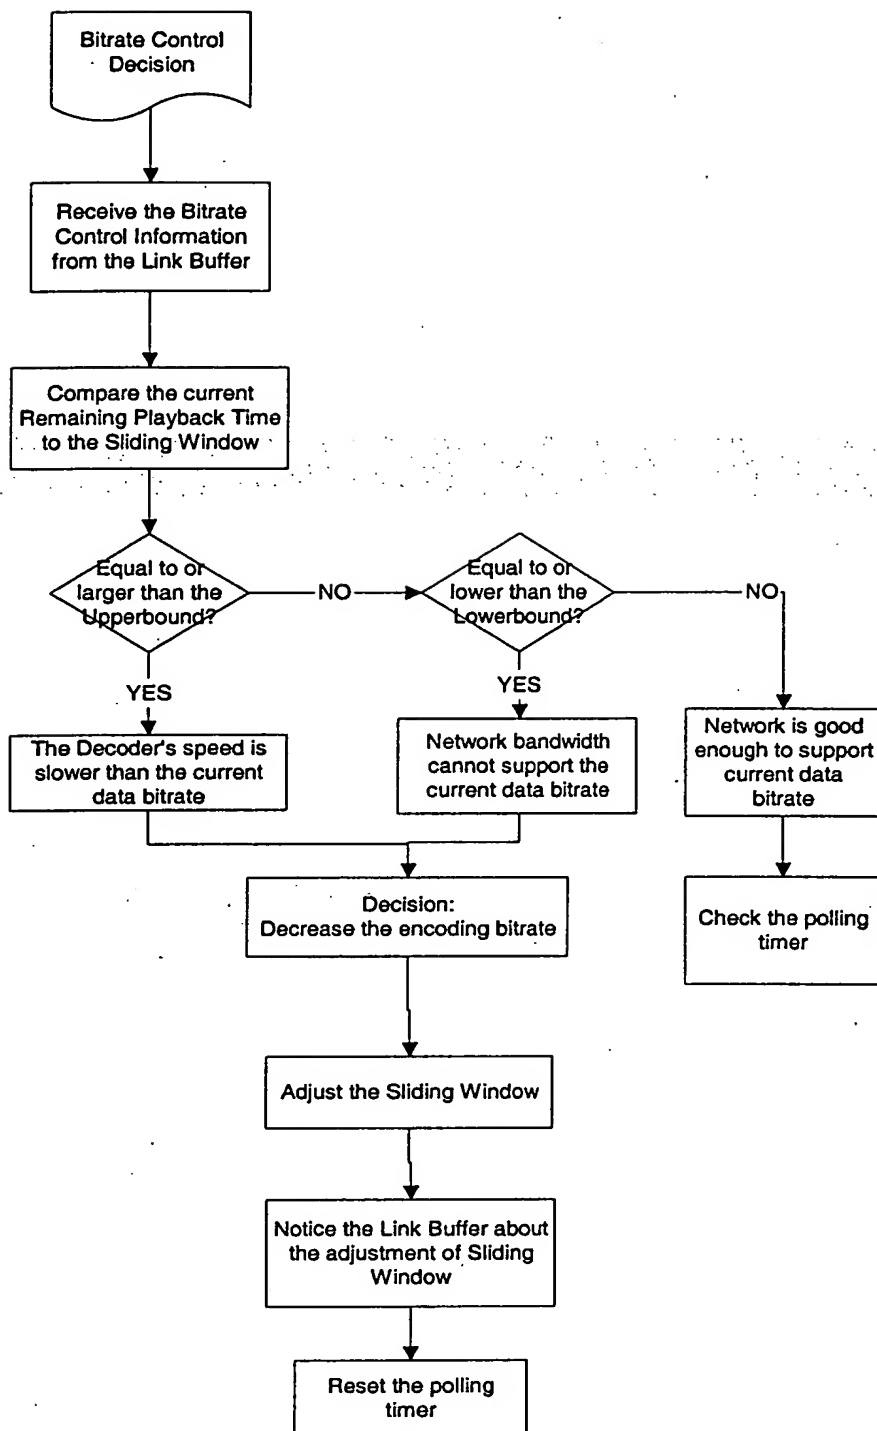 Bitrate Control
Decision
Receive the Bitrate
Control Information
from the Link Buffer
Compare the current
Remaining Playback Time
to the Sliding Window
Equal to or
larger than the
Upperbound?
NO
Equal to or
lower than the
Lowerbound?
NO
YES
YES
The Decoder's speed is
slower than the current
data bitrate
Network bandwidth
cannot support the
current data bitrate
Network is good
enough to support
current data
bitrate
Decision:
Decrease the encoding bitrate
Check the polling
timer
Adjust the Sliding Window
Notice the Link Buffer about
the adjustment of Sliding
Window
Reset the polling
timer